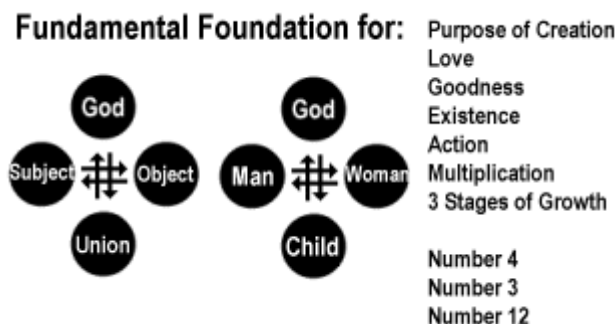 Fundamental Foundation for:
God
Subject
Object
Union
God
Man
Woman
Child
Purpose of Creation
Love
Goodness
Existence
Action
Multiplication
3 Stages of Growth
Number 4
Number 3
Number 12